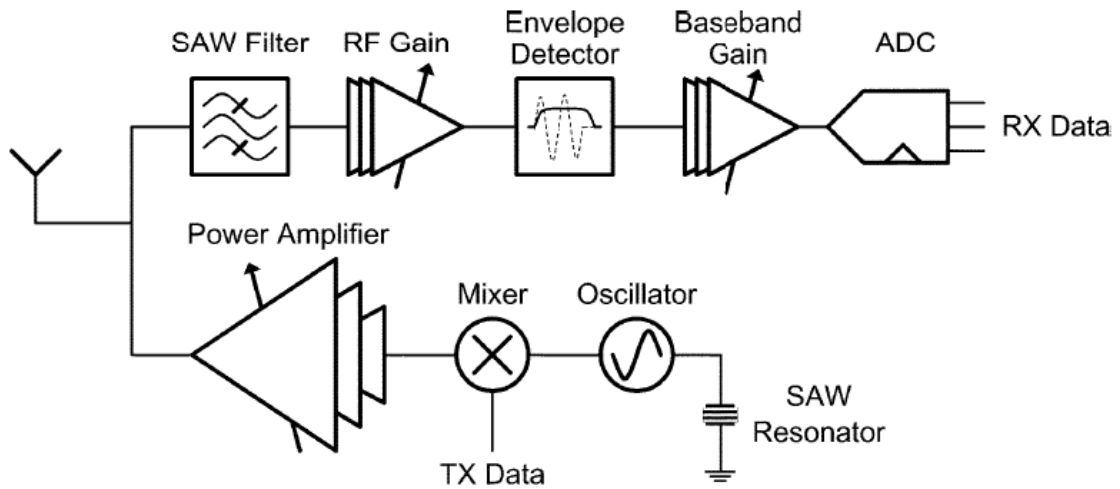 SAW Filter
RF Gain
Envelope
Detector
Baseband
Gain
ADC
RX Data
Power Amplifier
Mixer
Oscillator
SAW
Resonator
TX Data